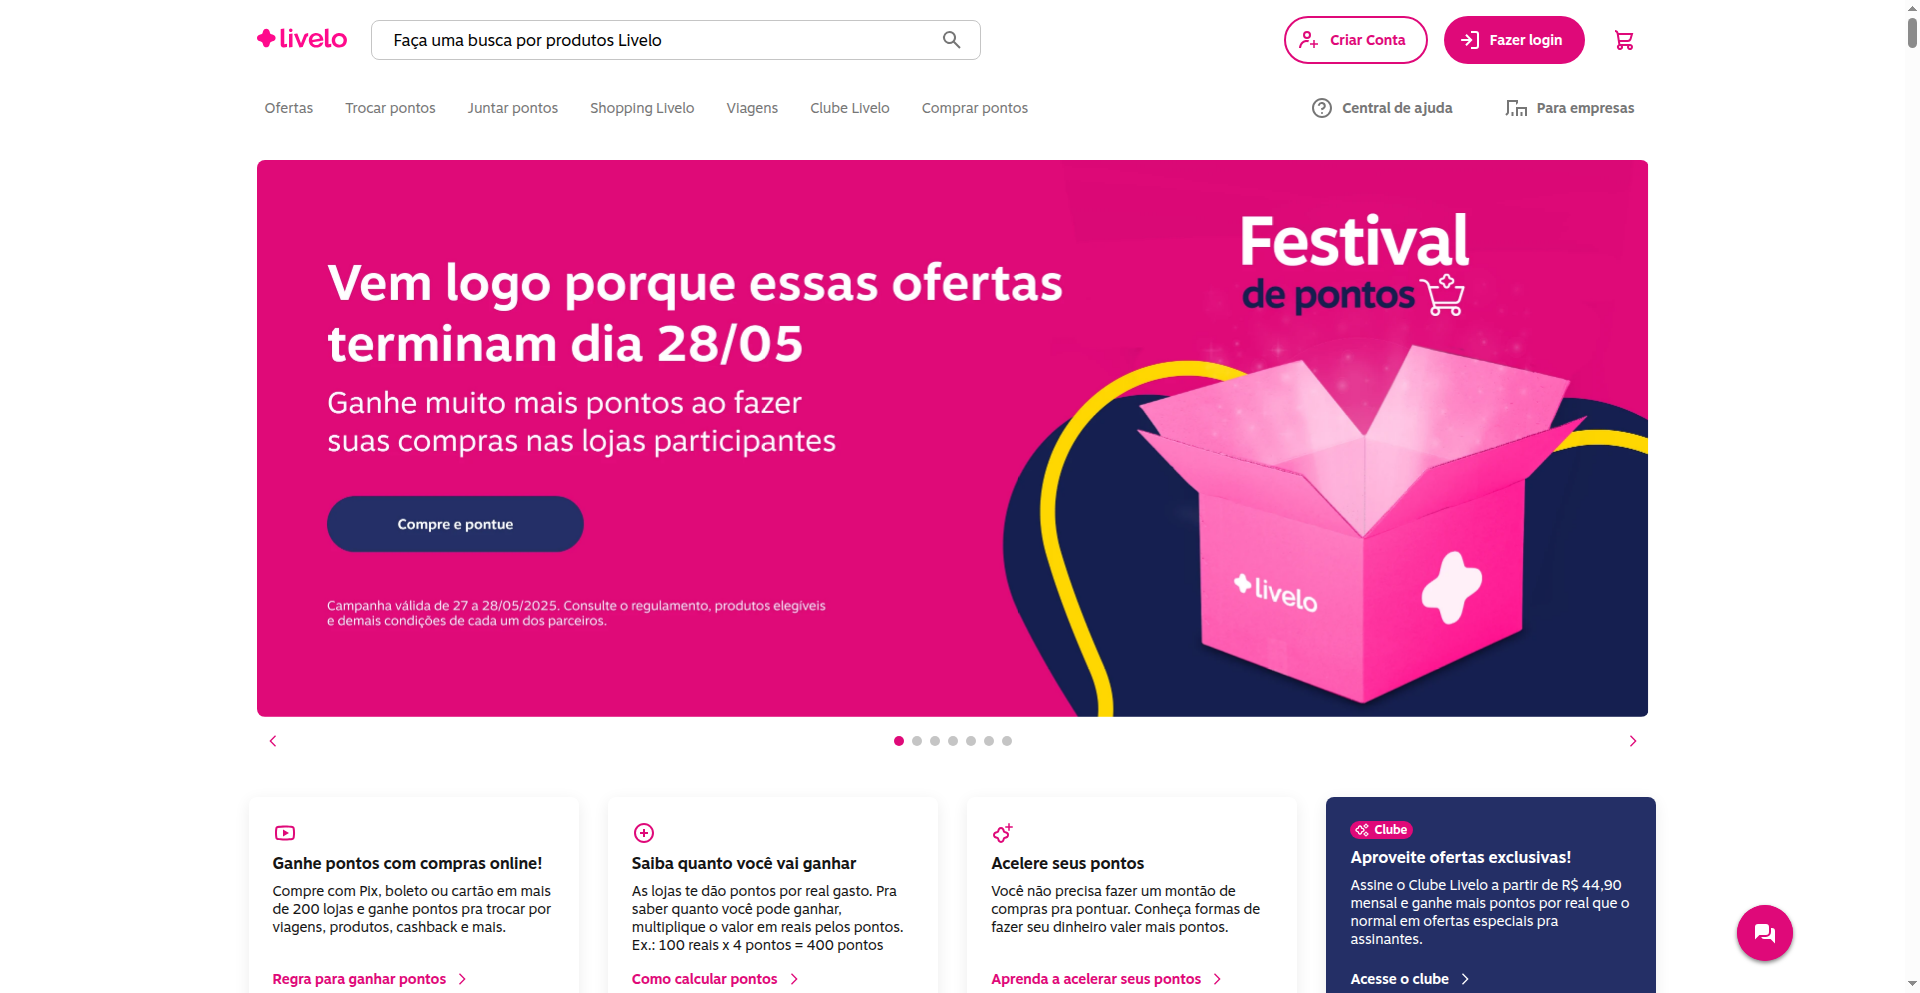 livelo
Faça uma busca por produtos Livelo
Criar Conta
Fazer login
Ofertas
Trocar pontos
Juntar pontos
Shopping Livelo
Viagens
Clube Livelo
Comprar pontos
Central de ajuda
Para empresas
Vem logo porque essas ofertas
terminam dia 28/05
Ganhe muito mais pontos ao fazer
suas compras nas lojas participantes
Compre e pontue
Campanha válida de 27 a 28/05/2025. Consulte o regulamento, produtos elegíveis
e demais condições de cada um dos parceiros.
Festival
de pontos
livelo
Ganhe pontos com compras online!
Compre com Pix, boleto ou cartão em mais
de 200 lojas e ganhe pontos pra trocar por
viagens, produtos, cashback e mais.
Regra para ganhar pontos
Saiba quanto você vai ganhar
As lojas te dão pontos por real gasto. Pra
saber quanto você pode ganhar,
multiplique o valor em reais pelos pontos.
Ex.: 100 reais x 4 pontos = 400 pontos
Como calcular pontos
Acelere seus pontos
Você não precisa fazer um montão de
compras pra pontuar. Conheça formas de
fazer seu dinheiro valer mais pontos.
Aprenda a acelerar seus pontos
Clube
Aproveite ofertas exclusivas!
Assine o Clube Livelo a partir de R$ 44,90
mensal e ganhe mais pontos por real que o
normal em ofertas especiais pra
assinantes.
Acesse o clube